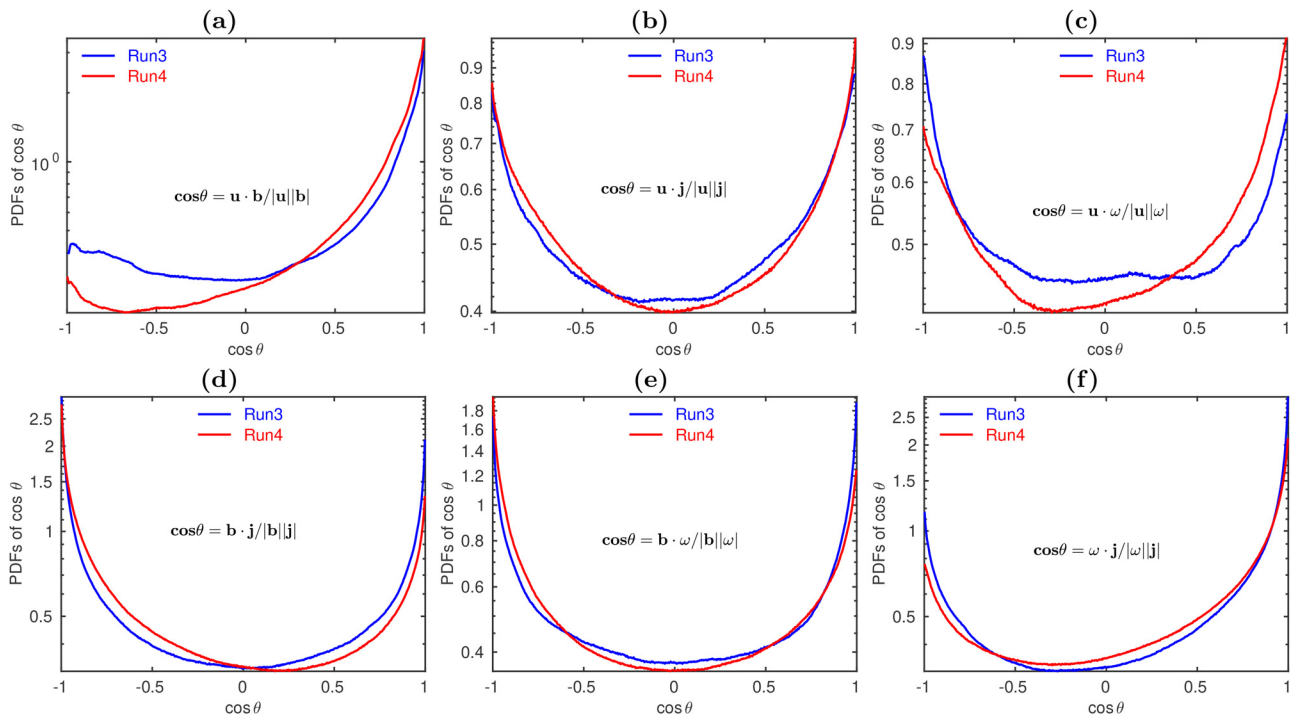 (a)
PDFs of cos θ
10⁰
Run3
Run4
cosθ = u · b/|u||b|
-1 -0.5 0 0.5 1
cos θ
(b)
PDFs of cos θ
0.9
0.8
0.7
0.6
0.5
0.4
Run3
Run4
cosθ = u · j/|u||j|
-1 -0.5 0 0.5 1
cos θ
(c)
PDFs of cos θ
0.9
0.8
0.7
0.6
0.5
Run3
Run4
cosθ = u · ω/|u||ω|
-1 -0.5 0 0.5 1
cos θ
(d)
PDFs of cos θ
2.5
2
1.5
1
0.5
Run3
Run4
cosθ = b · j/|b||j|
-1 -0.5 0 0.5 1
cos θ
(e)
PDFs of cos θ
1.8
1.6
1.4
1.2
1
0.8
0.6
0.4
Run3
Run4
cosθ = b · ω/|b||ω|
-1 -0.5 0 0.5 1
cos θ
(f)
PDFs of cos θ
2.5
2
1.5
1
0.5
Run3
Run4
cosθ = ω · j/|ω||j|
-1 -0.5 0 0.5 1
cos θ